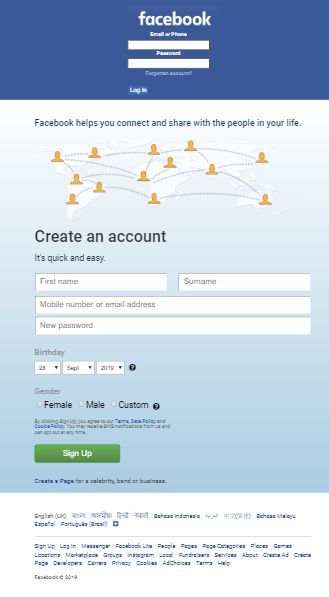 facebook
Email or Phone
Password
Forgotten account?
Log In
Facebook helps you connect and share with the people in your life.
Create an account
It's quick and easy.
First name Surname
Mobile number or email address
New password
Birthday
28 Sept 2019 ?
Gender
Female Male Custom ?
By clicking Sign Up, you agree to our Terms, Data Policy and
Cookie Policy. You may receive SMS notifications from us and
can opt out at any time.
Sign Up
Create a Page for a celebrity, band or business.
English (UK) বাংলা অসমীয়া हिन्दी नेपाली Bahasa Indonesia العربية 中文(简体) Bahasa Melayu
Español Português (Brasil)
Sign Up Log In Messenger Facebook Lite People Pages Page Categories Places Games
Locations Marketplace Groups Instagram Local Fundraisers Services About Create Ad Create
Page Developers Careers Privacy Cookies AdChoices Terms Help
Facebook © 2019